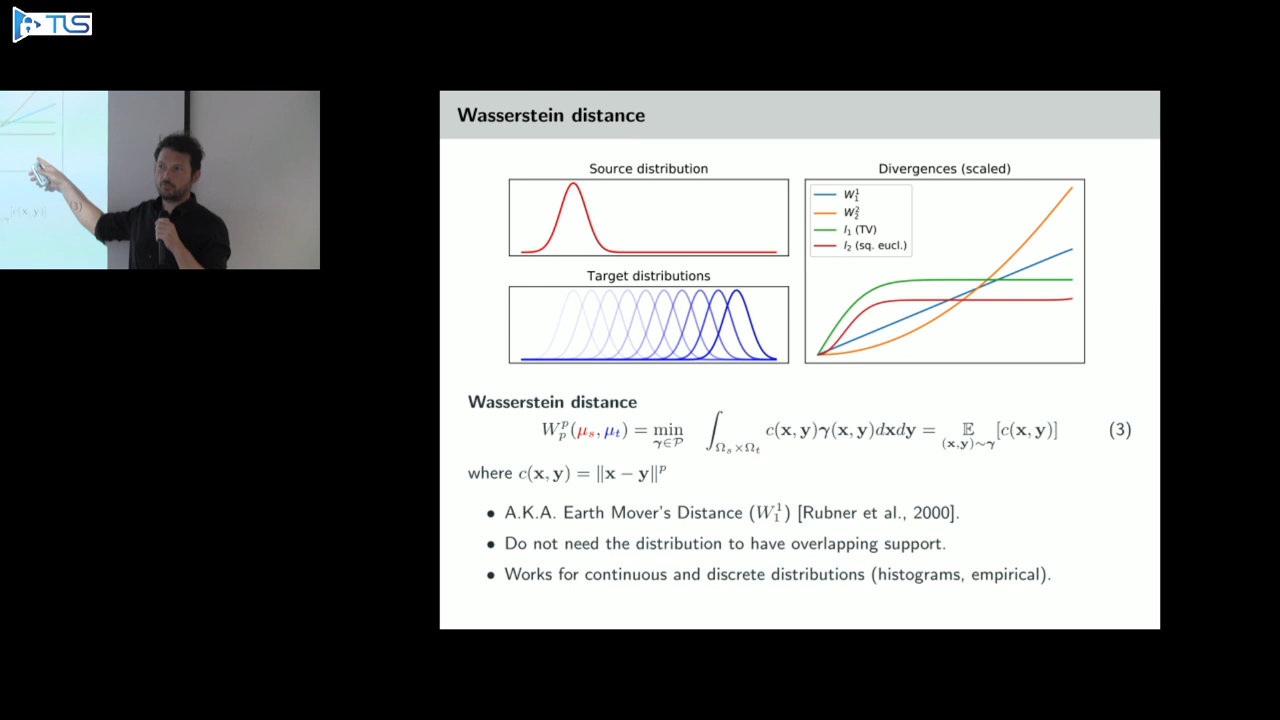 TLS
Wasserstein distance
Source distribution
Target distributions
Divergences (scaled)
W₁¹
W₂²
l₁ (TV)
l₂ (sq. eucl.)
Wasserstein distance
W_p^p(μ_s, μ_t) = min_{γ∈𝒫} ∫_{Ω_s×Ω_t} c(x, y)γ(x, y)dxdy = 𝔼_{(x,y)∼γ}[c(x, y)] (3)
where c(x, y) = ‖x − y‖^p
• A.K.A. Earth Mover's Distance (W₁¹) [Rubner et al., 2000].
• Do not need the distribution to have overlapping support.
• Works for continuous and discrete distributions (histograms, empirical).
[c(x, y)]
(3)